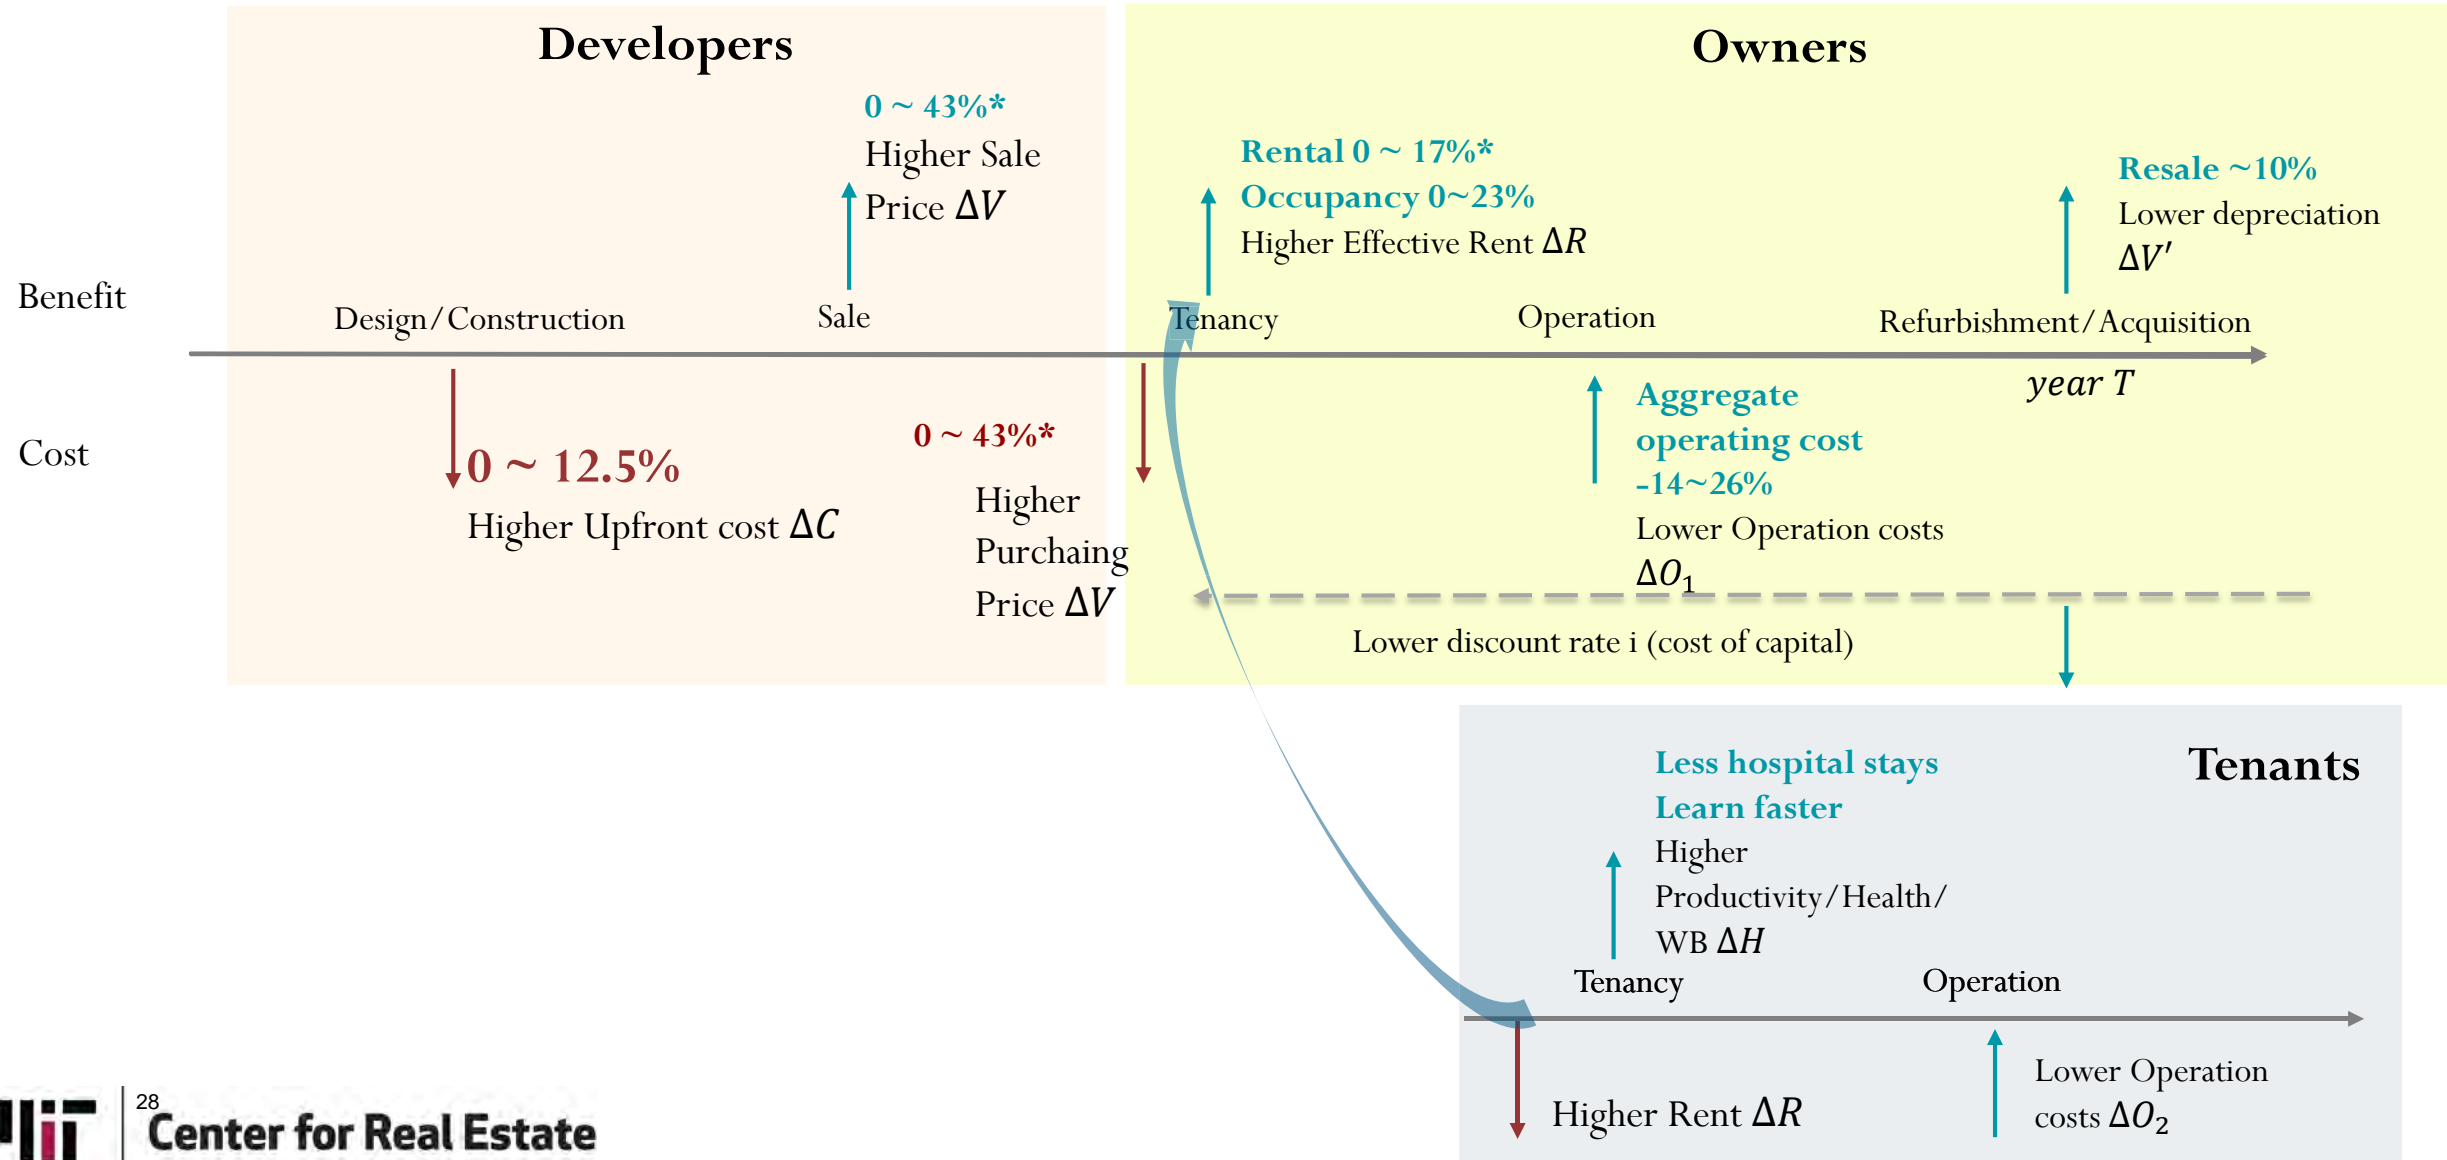 Developers
0 ~ 43%*
Higher Sale
Price ΔV
Benefit
Design/Construction
Sale
Cost
0 ~ 12.5%
Higher Upfront cost ΔC
0 ~ 43%*
Higher
Purchaing
Price ΔV
Owners
Rental 0 ~ 17%*
Occupancy 0~23%
Higher Effective Rent ΔR
Resale ~10%
Lower depreciation
ΔV′
Tenancy
Operation
Refurbishment/Acquisition
year T
Aggregate
operating cost
-14~26%
Lower Operation costs
ΔO₁
Lower discount rate i (cost of capital)
Tenants
Less hospital stays
Learn faster
Higher
Productivity/Health/
WB ΔH
Tenancy
Operation
Higher Rent ΔR
Lower Operation
costs ΔO₂
28
Center for Real Estate